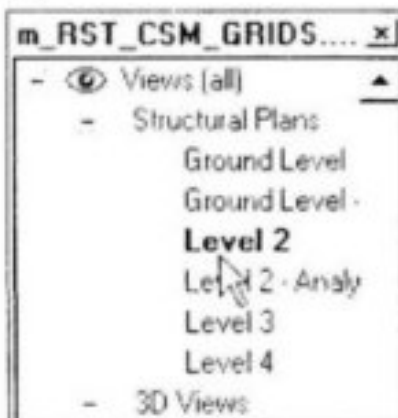 m_RST_CSM_GRIDS....
Views (all)
Structural Plans
Ground Level
Ground Level -
Level 2
Level 2 - Analy
Level 3
Level 4
3D Views